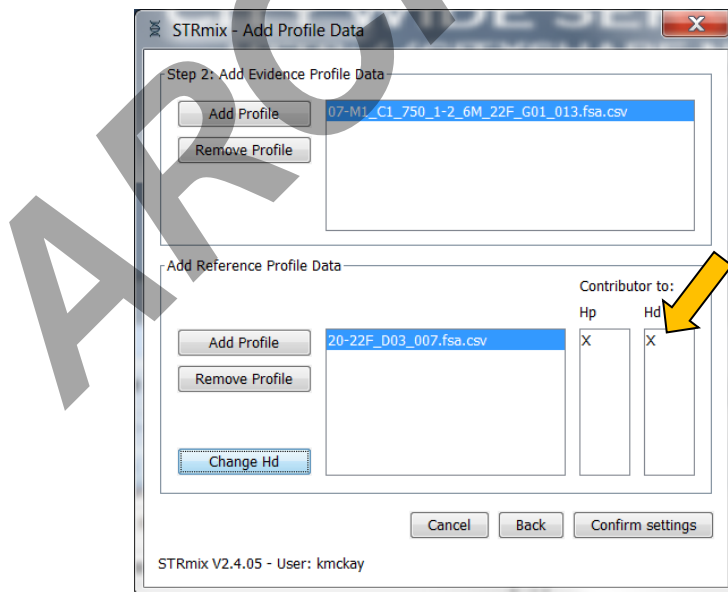 STRmix - Add Profile Data
X
Step 2: Add Evidence Profile Data
Add Profile
07-M1_C1_750_1-2_6M_22F_G01_013.fsa.csv
Remove Profile
Add Reference Profile Data
Contributor to:
Hp Hd
Add Profile
20-22F_D03_007.fsa.csv
X X
Remove Profile
Change Hd
Cancel Back Confirm settings
STRmix V2.4.05 - User: kmckay
ARC